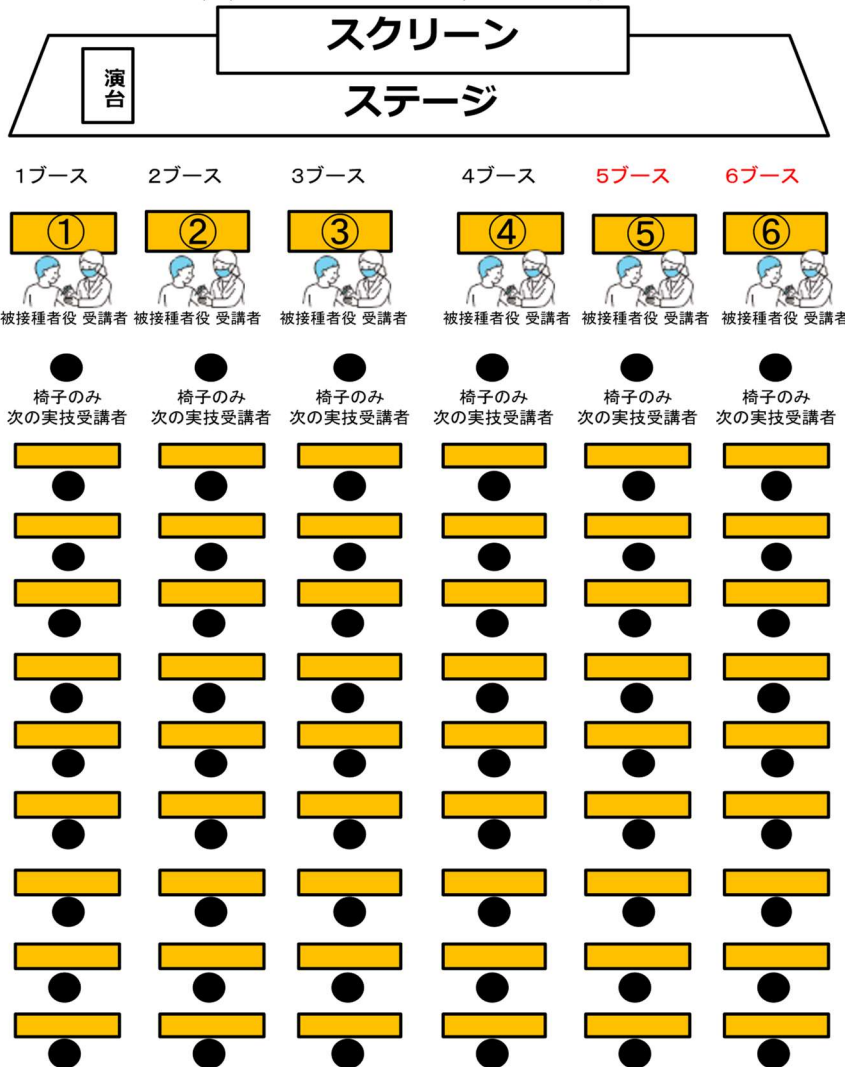 スクリーン
演台
ステージ
1ブース 2ブース 3ブース 4ブース 5ブース 6ブース
① ② ③ ④ ⑤ ⑥
被接種者役 受講者 被接種者役 受講者 被接種者役 受講者 被接種者役 受講者 被接種者役 受講者 被接種者役 受講者
椅子のみ 椅子のみ 椅子のみ 椅子のみ 椅子のみ 椅子のみ
次の実技受講者 次の実技受講者 次の実技受講者 次の実技受講者 次の実技受講者 次の実技受講者